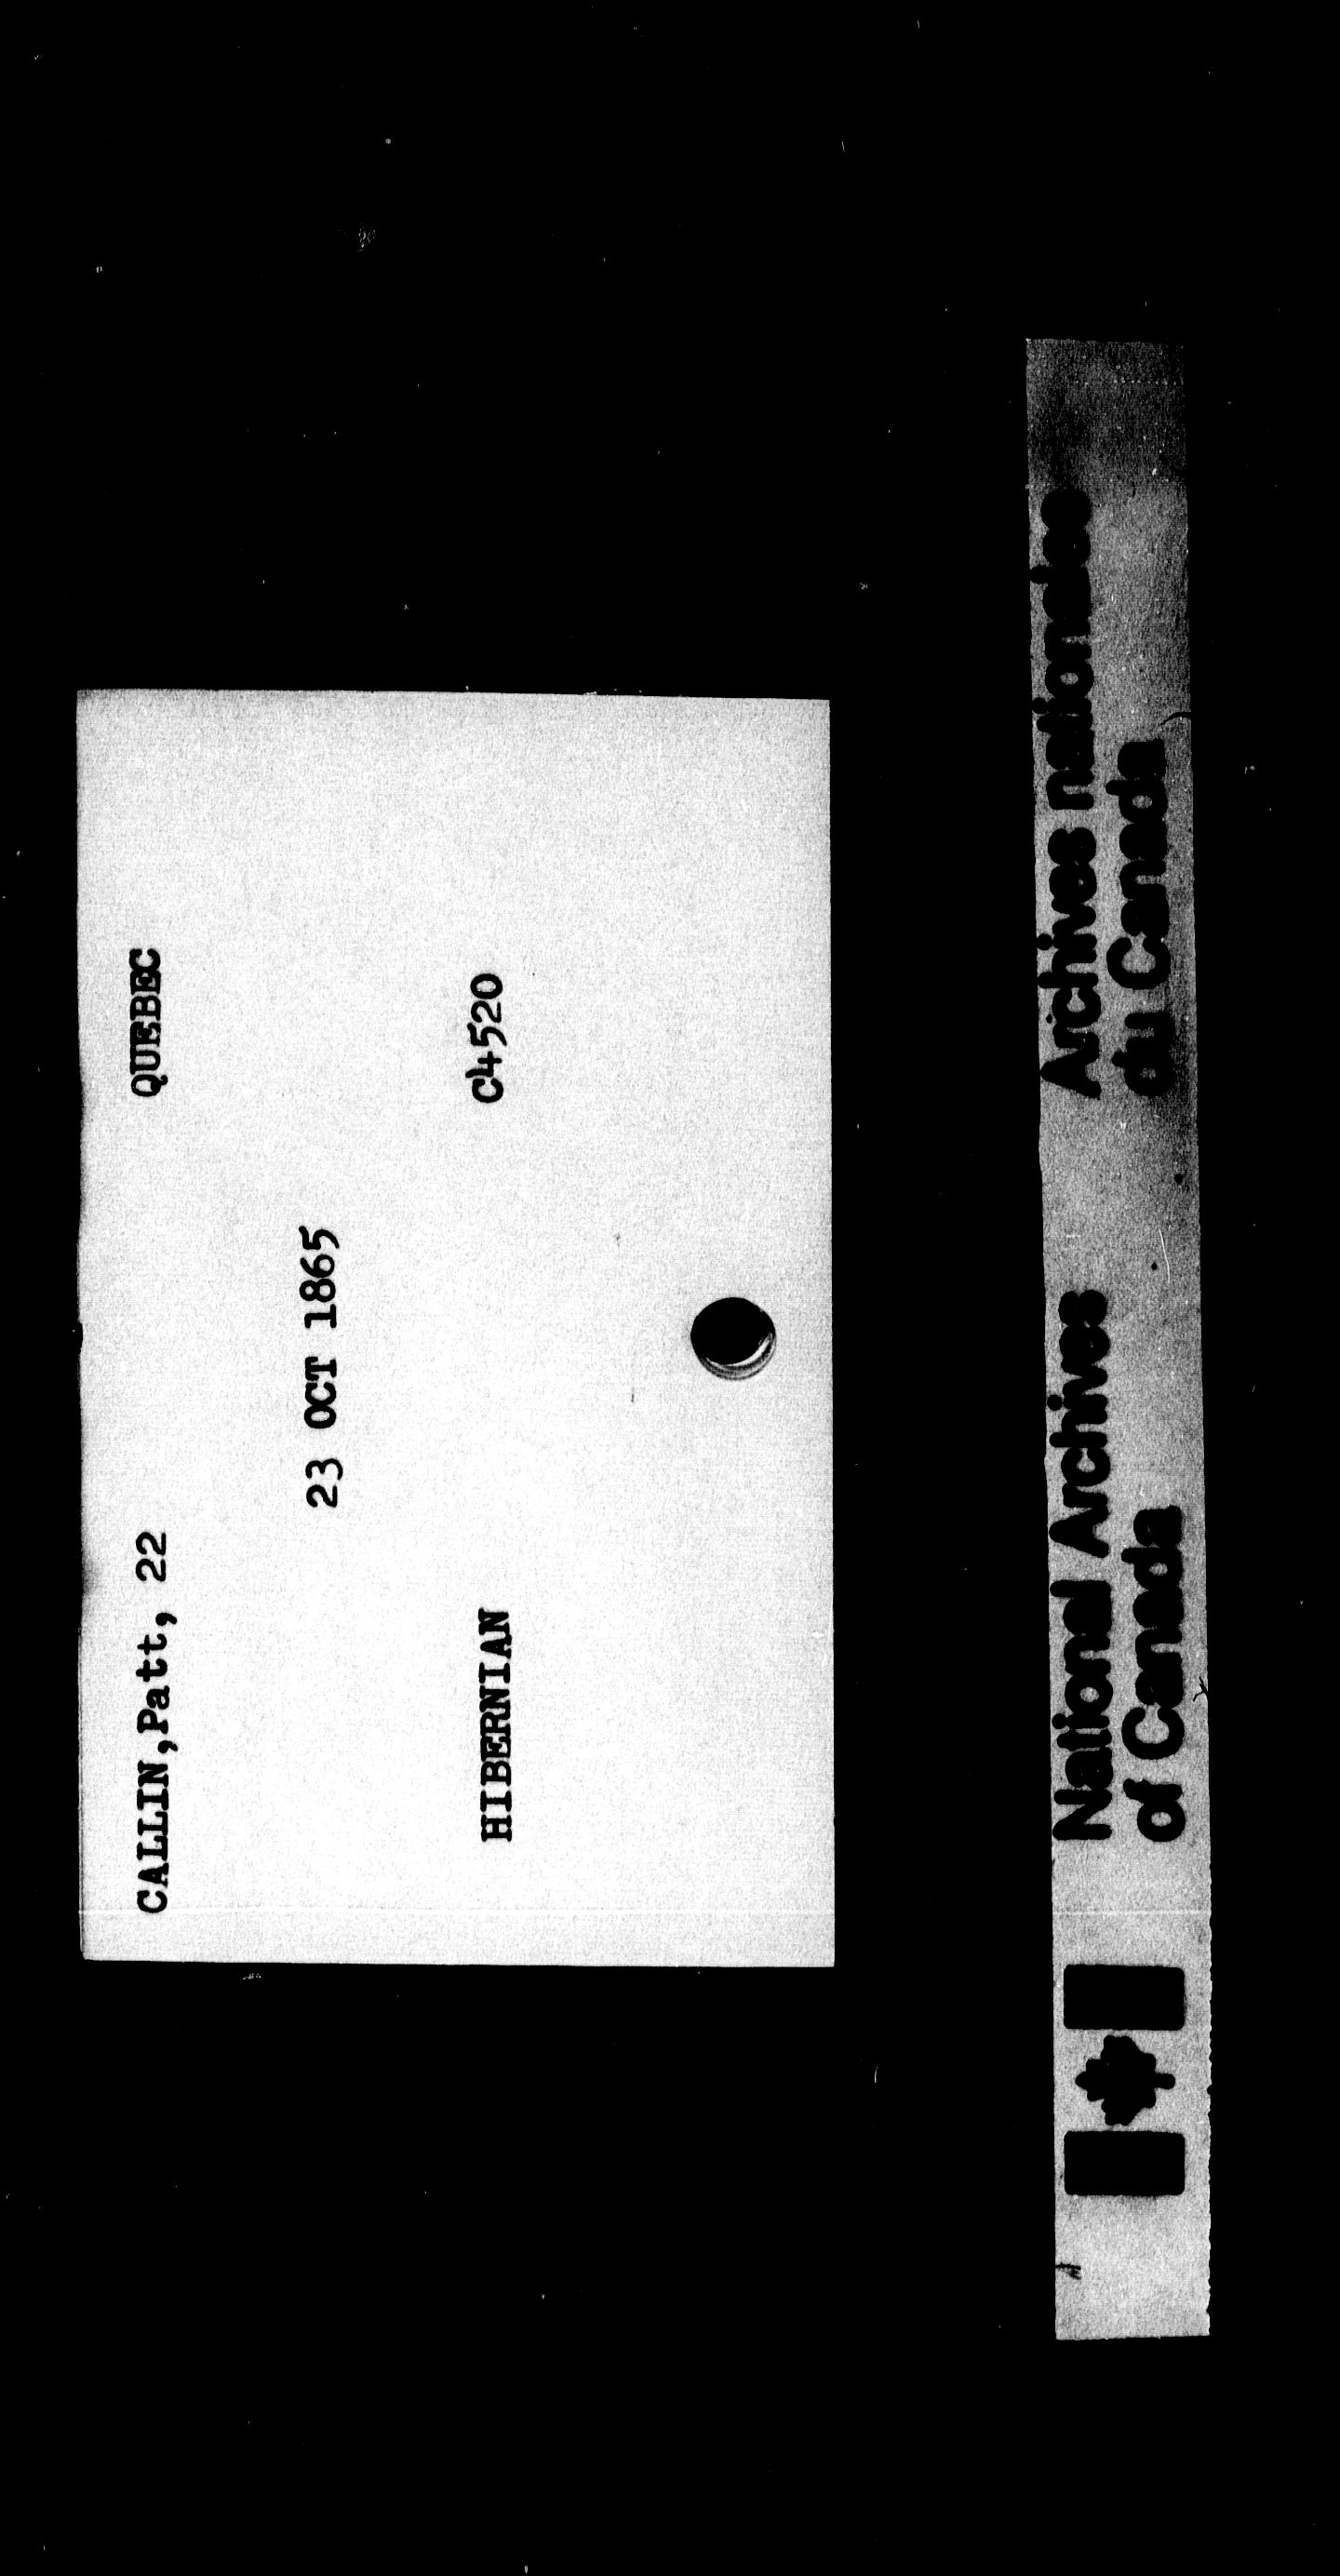 CALLIN,Patt, 22 QUEBEC
23 OCT 1865
HIBERNIAN C4520
National Archives
of Canada
Archives nationales
du Canada